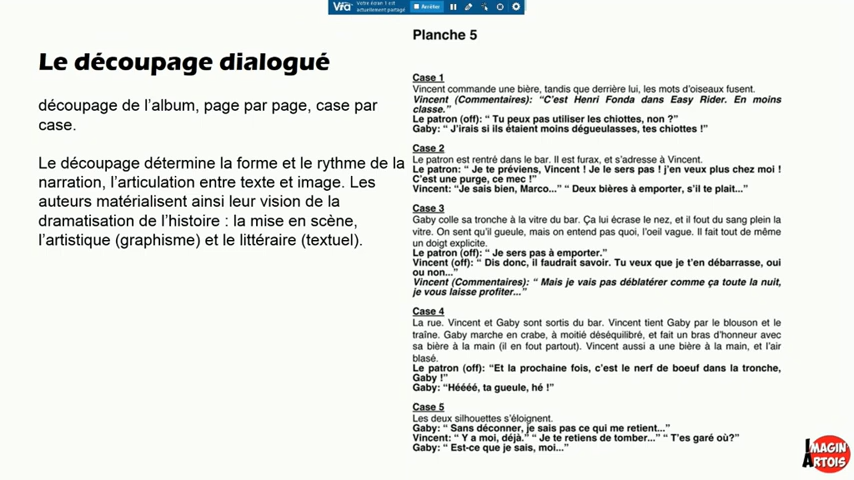 Votre écran 1 est
actuellement partagé
Arrêter
Le découpage dialogué
découpage de l’album, page par page, case par
case.
Le découpage détermine la forme et le rythme de la
narration, l’articulation entre texte et image. Les
auteurs matérialisent ainsi leur vision de la
dramatisation de l’histoire : la mise en scène,
l’artistique (graphisme) et le littéraire (textuel).
Planche 5
Case 1
Vincent commande une bière, tandis que derrière lui, les mots d'oiseaux fusent.
Vincent (Commentaires): “C'est Henri Fonda dans Easy Rider. En moins
classe.”
Le patron (off): “ Tu peux pas utiliser les chiottes, non ?”
Gaby: “ J'irais si ils étaient moins dégueulasses, tes chiottes !”
Case 2
Le patron est rentré dans le bar. Il est furax, et s'adresse à Vincent.
Le patron: “ Je te préviens, Vincent ! Je le sers pas ! j'en veux plus chez moi !
C'est une purge, ce mec !”
Vincent: “Je sais bien, Marco...” “ Deux bières à emporter, s'il te plait...”
Case 3
Gaby colle sa tronche à la vitre du bar. Ça lui écrase le nez, et il fout du sang plein la
vitre. On sent qu'il gueule, mais on entend pas quoi, l'oeil vague. Il fait tout de même
un doigt explicite.
Le patron (off): “ Je sers pas à emporter.”
Vincent (off): “ Dis donc, il faudrait savoir. Tu veux que je t'en débarrasse, oui
ou non...”
Vincent (Commentaires): “ Mais je vais pas déblatérer comme ça toute la nuit,
je vous laisse profiter...”
Case 4
La rue. Vincent et Gaby sont sortis du bar. Vincent tient Gaby par le blouson et le
traîne. Gaby marche en crabe, à moitié déséquilibré, et fait un bras d'honneur avec
sa bière à la main (il en fout partout). Vincent aussi a une bière à la main, et l'air
blasé.
Le patron (off): “Et la prochaine fois, c'est le nerf de boeuf dans la tronche,
Gaby !”
Gaby: “Héééé, ta gueule, hé !”
Case 5
Les deux silhouettes s'éloignent.
Gaby: “ Sans déconner, je sais pas ce qui me retient...”
Vincent: “ Y a moi, déjà.” “ Je te retiens de tomber...” “ T'es garé où?”
Gaby: “ Est-ce que je sais, moi...”
IMAGIN
ARTOIS